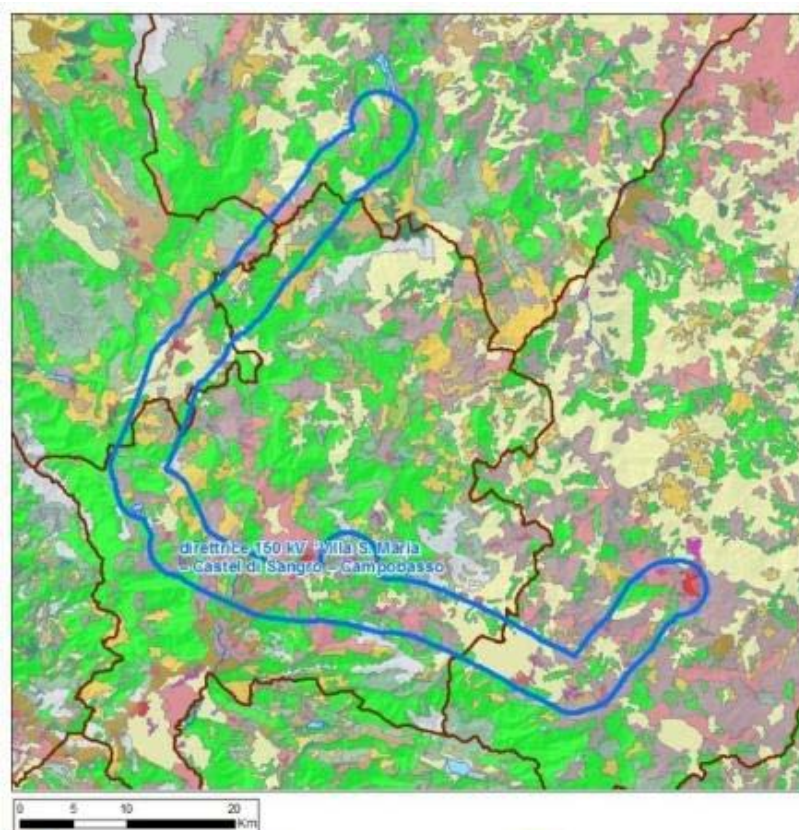 direttrice 150 kV "Villa S. Maria
– Castel di Sangro – Campobasso
0 5 10 20
Km